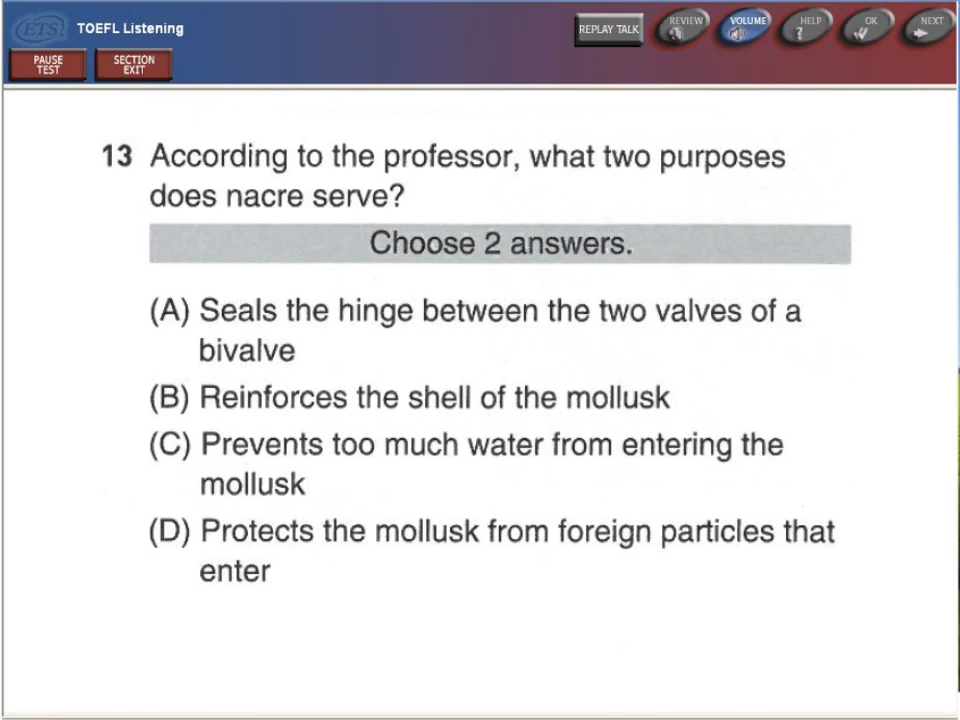 ETS TOEFL Listening
REPLAY TALK
REVIEW
VOLUME
HELP
?
OK
NEXT
PAUSE
TEST
SECTION
EXIT
13 According to the professor, what two purposes
does nacre serve?
Choose 2 answers.
(A) Seals the hinge between the two valves of a
bivalve
(B) Reinforces the shell of the mollusk
(C) Prevents too much water from entering the
mollusk
(D) Protects the mollusk from foreign particles that
enter